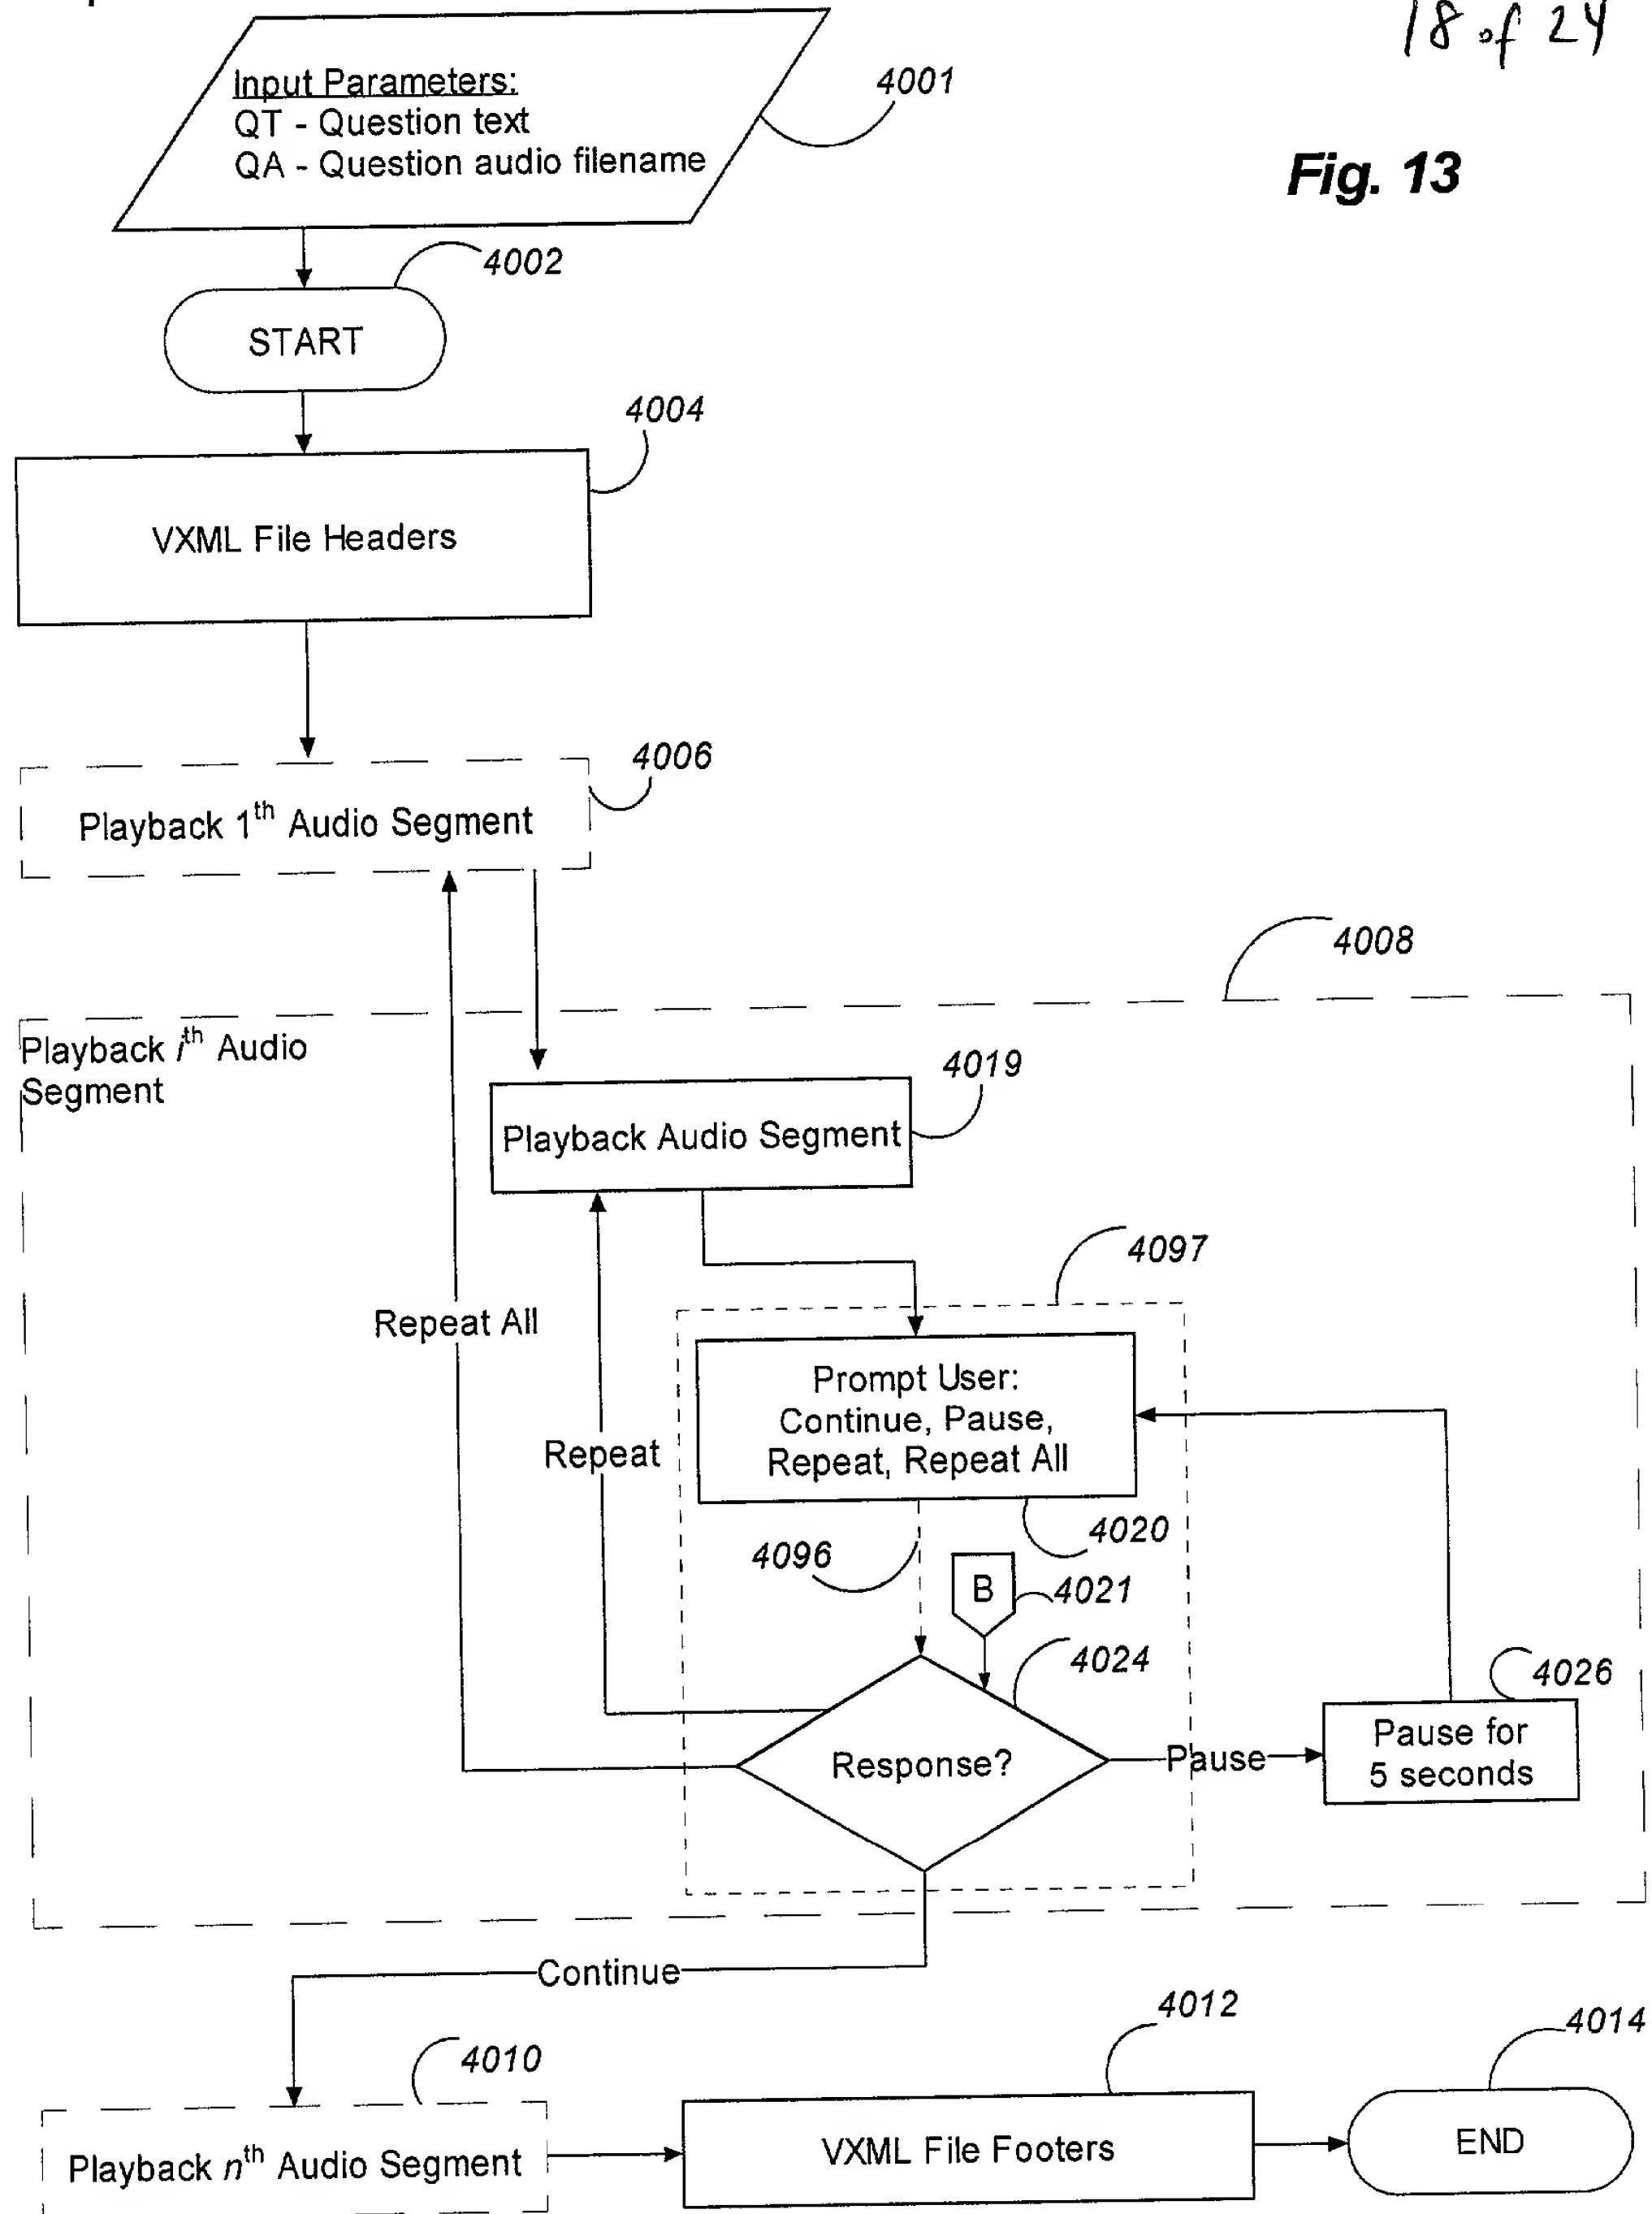 18 of 24
Fig. 13
Input Parameters:
QT - Question text
QA - Question audio filename
4001
4002
START
4004
VXML File Headers
4006
Playback 1th Audio Segment
4008
Playback ith Audio
Segment
4019
Playback Audio Segment
4097
Repeat All
Prompt User:
Continue, Pause,
Repeat, Repeat All
Repeat
4020
4096
B
4021
4024
4026
Response?
Pause
Pause for
5 seconds
Continue
4012
4014
4010
Playback nth Audio Segment
VXML File Footers
END